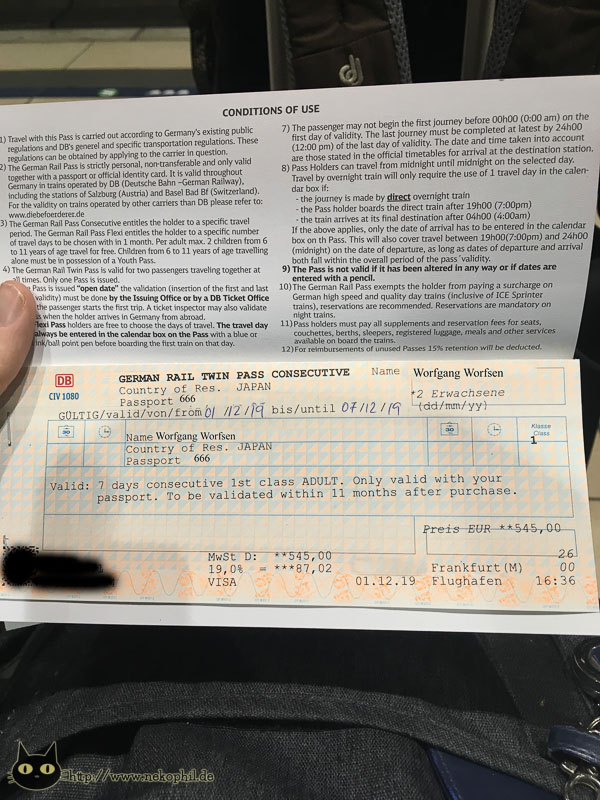 CONDITIONS OF USE
1) Travel with this Pass is carried out according to Germany's existing public
regulations and DB's general and specific transportation regulations. These
regulations can be obtained by applying to the carrier in question.
2) The German Rail Pass is strictly personal, non-transferable and only valid
together with a passport or official identity card. It is valid throughout
Germany in trains operated by DB (Deutsche Bahn –German Railway),
including the stations of Salzburg (Austria) and Basel Bad Bf (Switzerland).
For the validity on trains operated by other carriers than DB please refer to:
www.diebefoerderer.de
3) The German Rail Pass Consecutive entitles the holder to a specific travel
period. The German Rail Pass Flexi entitles the holder to a specific number
of travel days to be chosen with in 1 month. Per adult max. 2 children from 6
to 11 years of age travel for free. Children from 6 to 11 years of age travelling
alone must be in possession of a Youth Pass.
4) The German Rail Twin Pass is valid for two passengers travelling together at
all times. Only one Pass is issued.
Pass is issued "open date" the validation (insertion of the first and last
validity) must be done by the Issuing Office or by a DB Ticket Office
the passenger starts the first trip. A ticket inspector may also validate
when the holder arrives in Germany from abroad.
Flexi Pass holders are free to choose the day of travel. The travel day
always be entered in the calendar box on the Pass with a blue or
ink/ball point pen before boarding the first train on that day.
7) The passenger may not begin the first journey before 00h00 (0:00 am) on the
first day of validity. The last journey must be completed at latest by 24h00
(12:00 pm) of the last day of validity. The date and time taken into account
are those stated in the official timetables for arrival at the destination station.
8) Pass Holders can travel from midnight until midnight on the selected day.
Travel by overnight train will only require the use of 1 travel day in the calen-
dar box if:
- the journey is made by direct overnight train
- the Pass holder boards the direct train after 19h00 (7:00pm)
- the train arrives at its final destination after 04h00 (4:00am)
If the above applies, only the date of arrival has to be entered in the calendar
box on the Pass. This will also cover travel between 19h00(7:00pm) and 24h00
(midnight) on the date of departure, as long as dates of departure and arrival
both fall within the overall period of the pass'validity.
9) The Pass is not valid if it has been altered in any way or if dates are
entered with a pencil.
10) The German Rail Pass exempts the holder from paying a surcharge on
German high speed and quality day trains (inclusive of ICE Sprinter
trains), reservations are recommended. Reservations are mandatory on
night trains.
11) Pass holders must pay all supplements and reservation fees for seats,
couchettes, berths, sleepers, registered luggage, meals and other services
available on board the trains.
12) For reimbursements of unused Passes 15% retention will be deducted.
DB
CIV 1080
GERMAN RAIL TWIN PASS CONSECUTIVE
Country of Res. JAPAN
Passport 666
Name Wolfgang Worfsen
*2 Erwachsene
(dd/mm/yy)
GÜLTIG/valid/von/from 01/12/19 bis/until 07/12/19
Name Wolfgang Worfsen
Country of Res. JAPAN
Passport 666
Klasse
Class
1
Valid: 7 days consecutive 1st class ADULT. Only valid with your
passport. To be validated within 11 months after purchase.
Preis EUR **545,00
MwSt D: **545,00
19,0% = ***87,02
VISA
01.12.19
26
Frankfurt(M) 00
Flughafen 16:36
http://www.nekophil.de